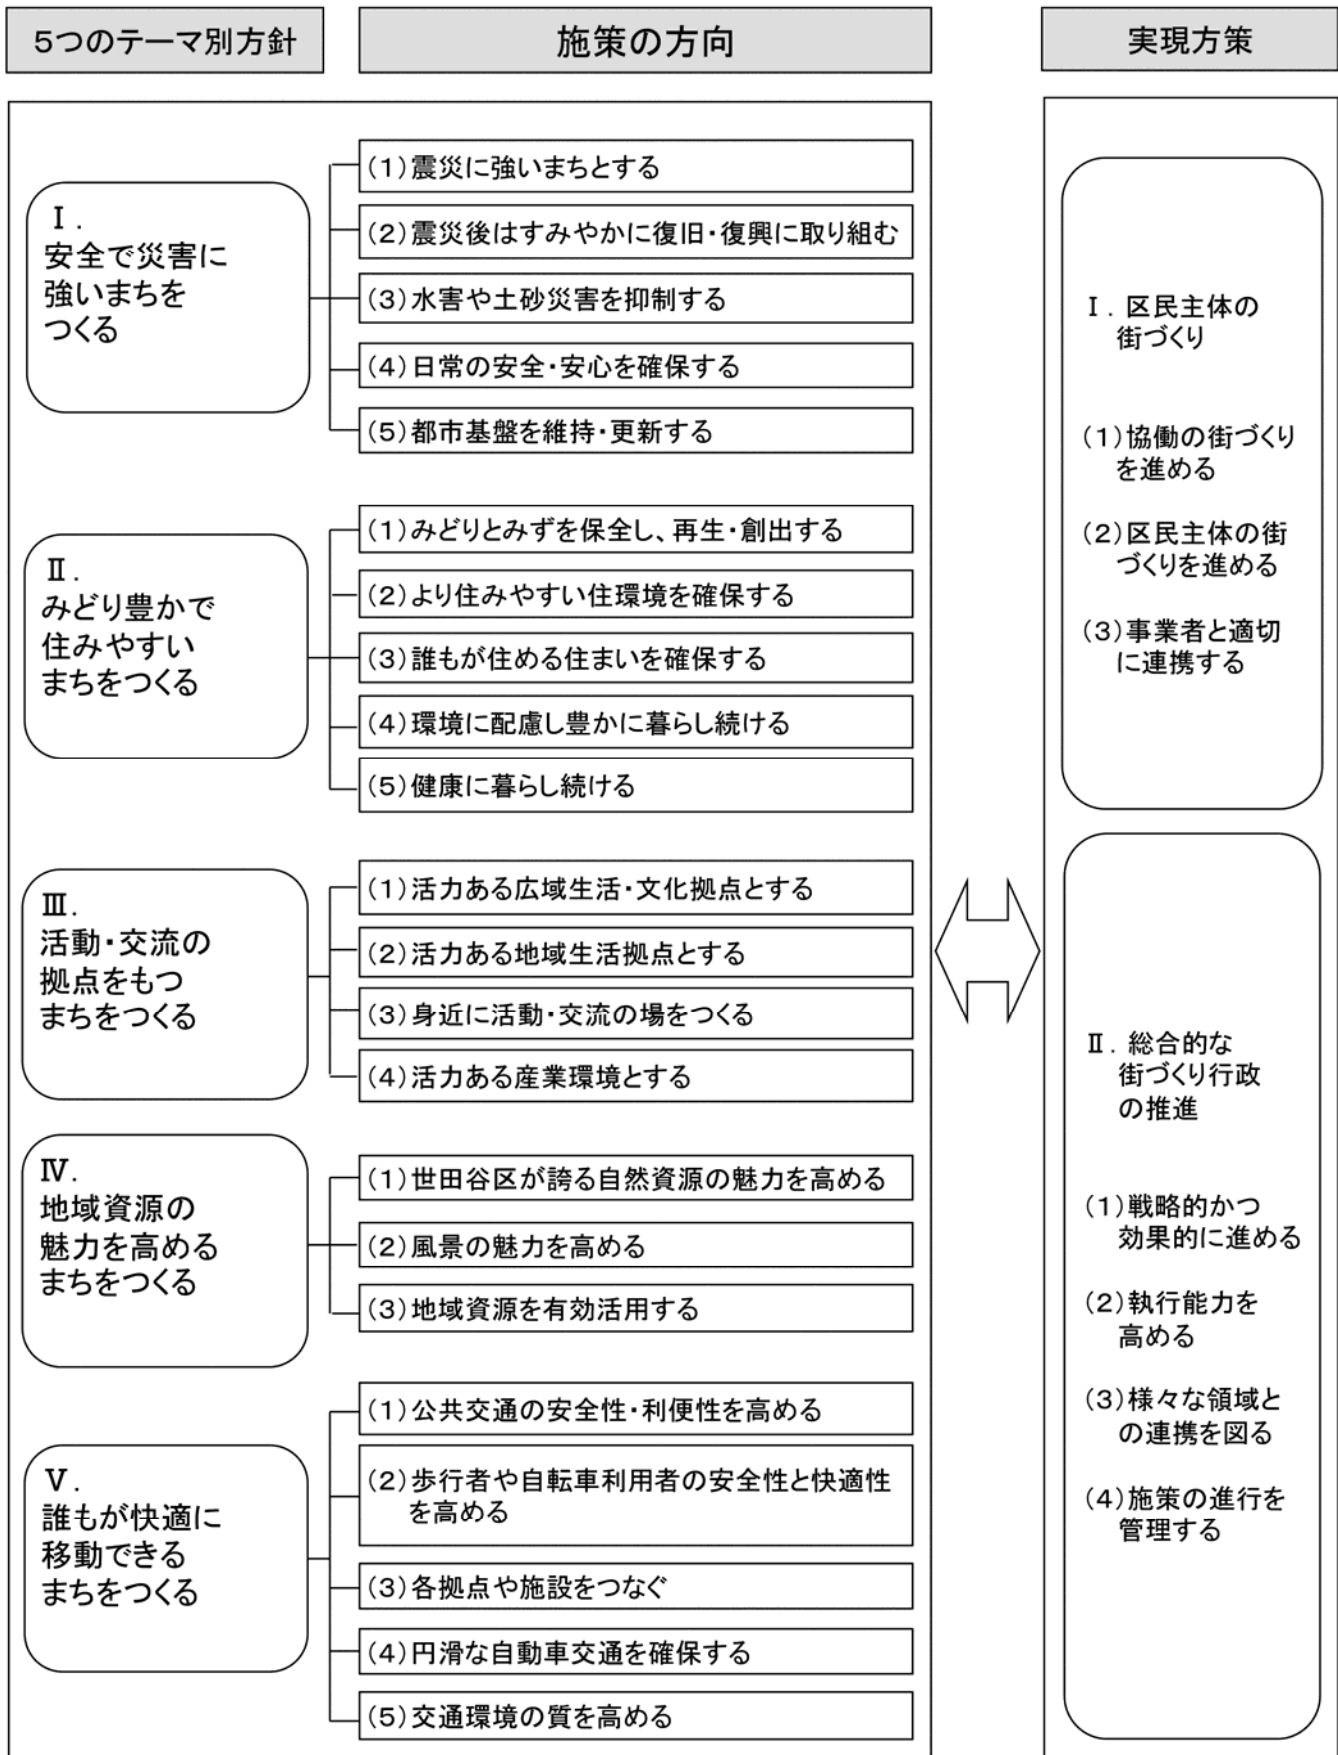 5つのテーマ別方針
施策の方向
実現方策
Ⅰ.
安全で災害に
強いまちを
つくる
(1)震災に強いまちとする
(2)震災後はすみやかに復旧・復興に取り組む
(3)水害や土砂災害を抑制する
(4)日常の安全・安心を確保する
(5)都市基盤を維持・更新する
Ⅱ.
みどり豊かで
住みやすい
まちをつくる
(1)みどりとみずを保全し、再生・創出する
(2)より住みやすい住環境を確保する
(3)誰もが住める住まいを確保する
(4)環境に配慮し豊かに暮らし続ける
(5)健康に暮らし続ける
Ⅲ.
活動・交流の
拠点をもつ
まちをつくる
(1)活力ある広域生活・文化拠点とする
(2)活力ある地域生活拠点とする
(3)身近に活動・交流の場をつくる
(4)活力ある産業環境とする
Ⅳ.
地域資源の
魅力を高める
まちをつくる
(1)世田谷区が誇る自然資源の魅力を高める
(2)風景の魅力を高める
(3)地域資源を有効活用する
Ⅴ.
誰もが快適に
移動できる
まちをつくる
(1)公共交通の安全性・利便性を高める
(2)歩行者や自転車利用者の安全性と快適性
を高める
(3)各拠点や施設をつなぐ
(4)円滑な自動車交通を確保する
(5)交通環境の質を高める
Ⅰ. 区民主体の
街づくり
(1)協働の街づくり
を進める
(2)区民主体の街
づくりを進める
(3)事業者と適切
に連携する
Ⅱ. 総合的な
街づくり行政
の推進
(1)戦略的かつ
効果的に進める
(2)執行能力を
高める
(3)様々な領域と
の連携を図る
(4)施策の進行を
管理する